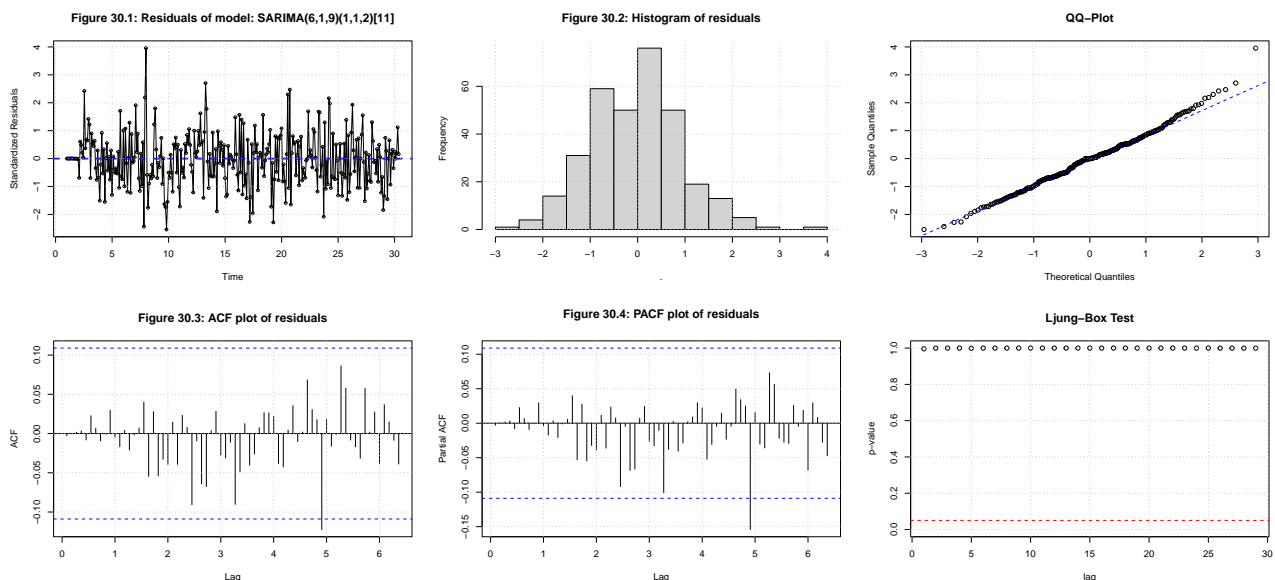 Figure 30.1: Residuals of model: SARIMA(6,1,9)(1,1,2)[11]
Standardized Residuals
4
3
2
1
0
−1
−2
0 5 10 15 20 25 30
Time
Figure 30.2: Histogram of residuals
Frequency
60
40
20
0
−3 −2 −1 0 1 2 3 4
.
QQ−Plot
Sample Quantiles
4
3
2
1
0
−1
−2
−3 −2 −1 0 1 2 3
Theoretical Quantiles
Figure 30.3: ACF plot of residuals
ACF
0.10
0.05
0.00
−0.05
−0.10
0 1 2 3 4 5 6
Lag
Figure 30.4: PACF plot of residuals
Partial ACF
0.10
0.05
0.00
−0.05
−0.10
−0.15
0 1 2 3 4 5 6
Lag
Ljung−Box Test
p−value
1.0
0.8
0.6
0.4
0.2
0.0
0 5 10 15 20 25 30
lag